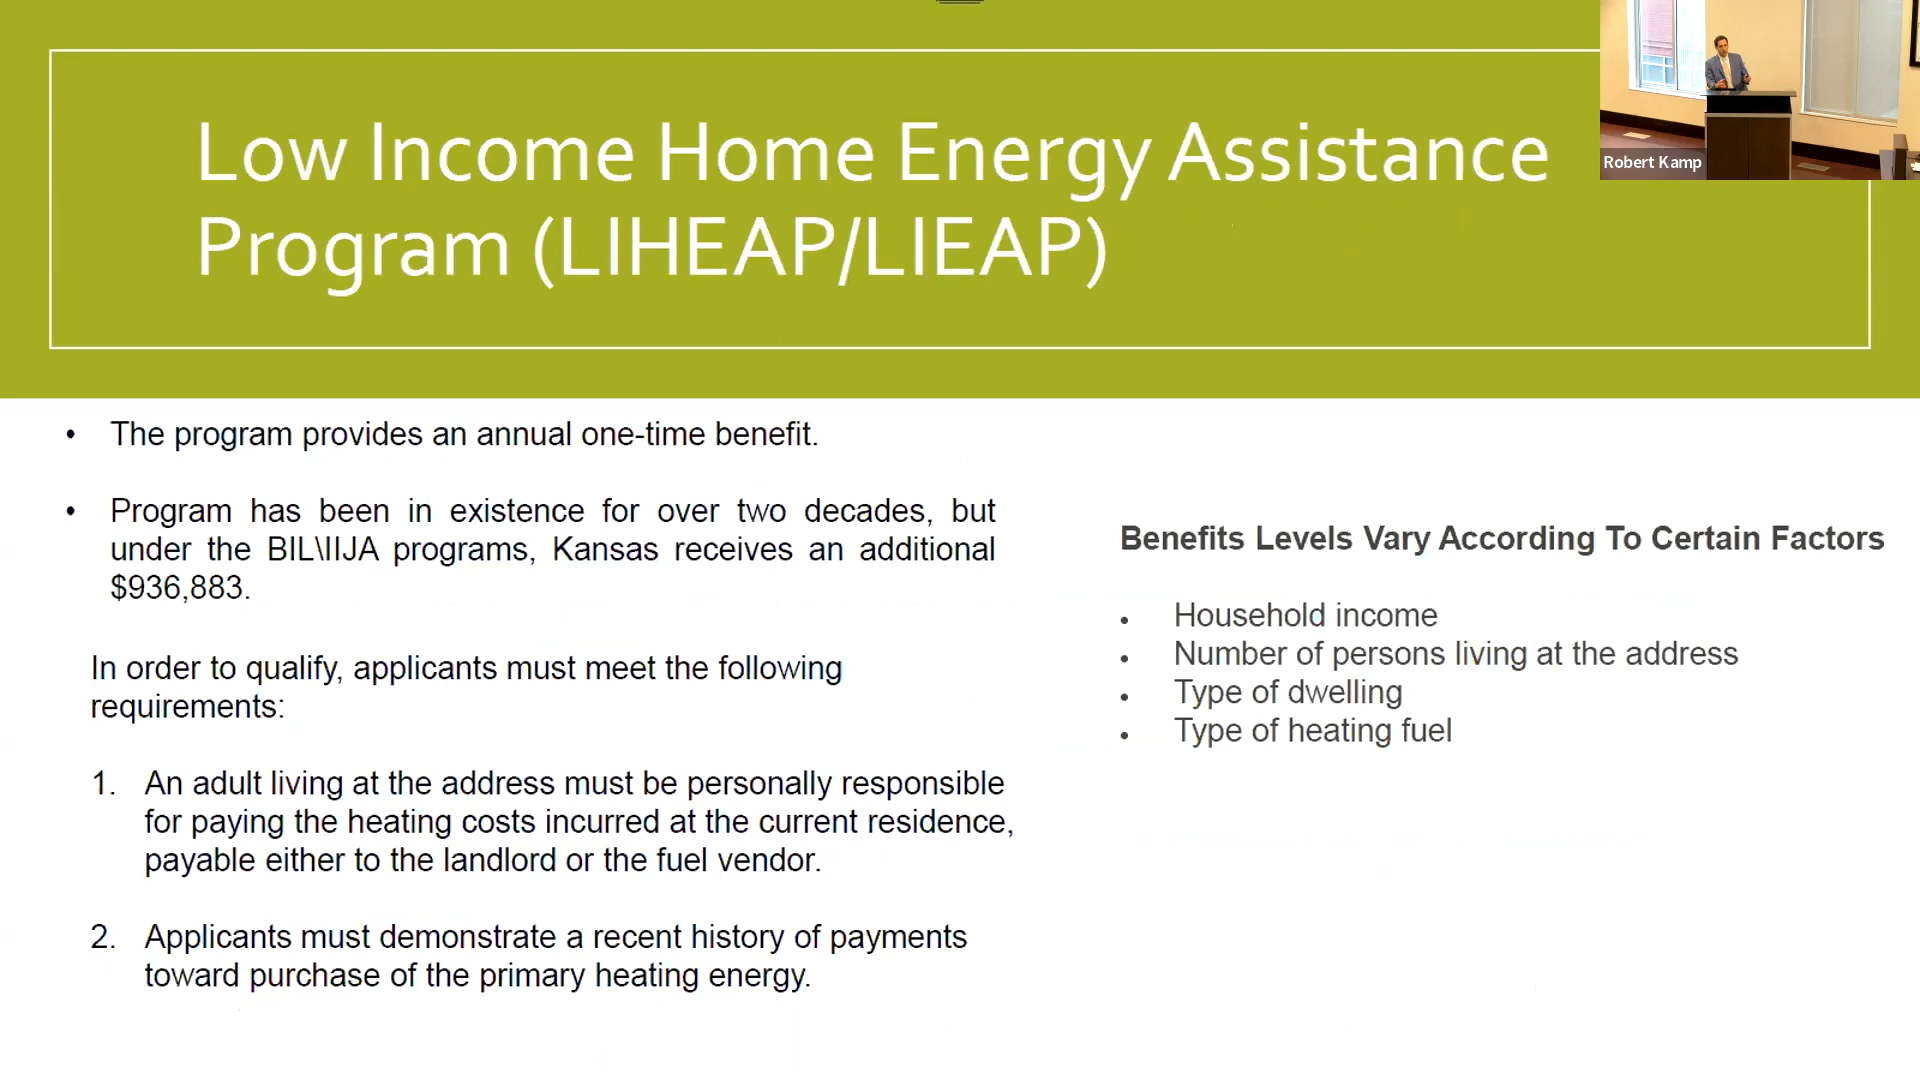 Low Income Home Energy Assistance
Program (LIHEAP/LIEAP)
Robert Kamp
• The program provides an annual one-time benefit.
• Program has been in existence for over two decades, but
under the BIL\IIJA programs, Kansas receives an additional
$936,883.
In order to qualify, applicants must meet the following
requirements:
1. An adult living at the address must be personally responsible
for paying the heating costs incurred at the current residence,
payable either to the landlord or the fuel vendor.
2. Applicants must demonstrate a recent history of payments
toward purchase of the primary heating energy.
Benefits Levels Vary According To Certain Factors
• Household income
• Number of persons living at the address
• Type of dwelling
• Type of heating fuel